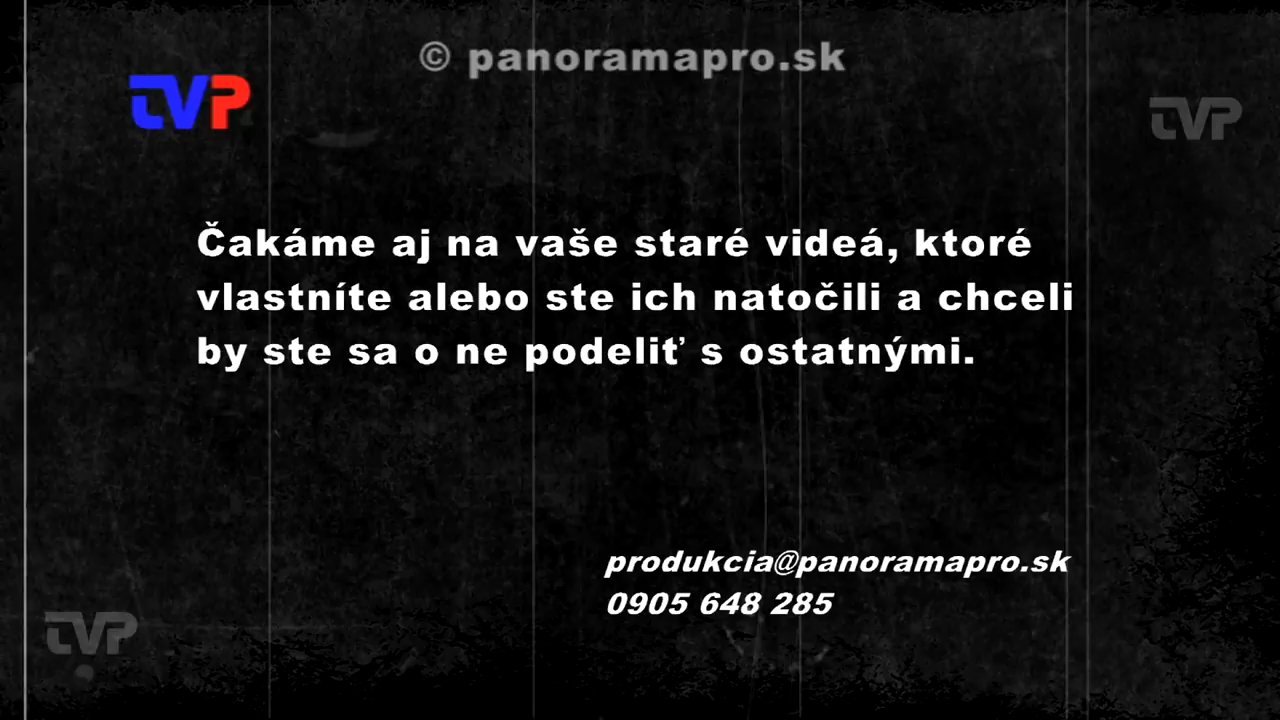 © panoramapro.sk
TVP
TVP
Čakáme aj na vaše staré videá, ktoré
vlastníte alebo ste ich natočili a chceli
by ste sa o ne podeliť s ostatnými.
produkcia@panoramapro.sk
0905 648 285
TVP